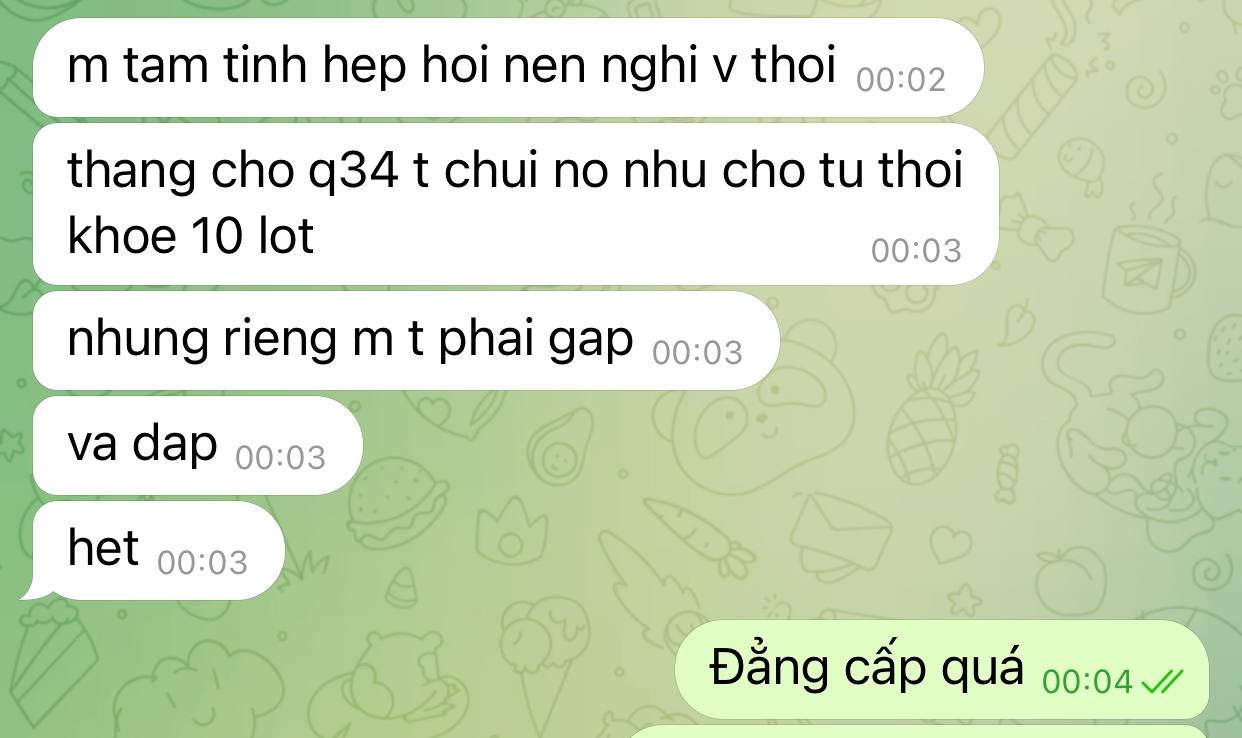 m tam tinh hep hoi nen nghi v thoi 00:02
thang cho q34 t chui no nhu cho tu thoi
khoe 10 lot 00:03
nhung rieng m t phai gap 00:03
va dap 00:03
het 00:03
Đẳng cấp quá 00:04